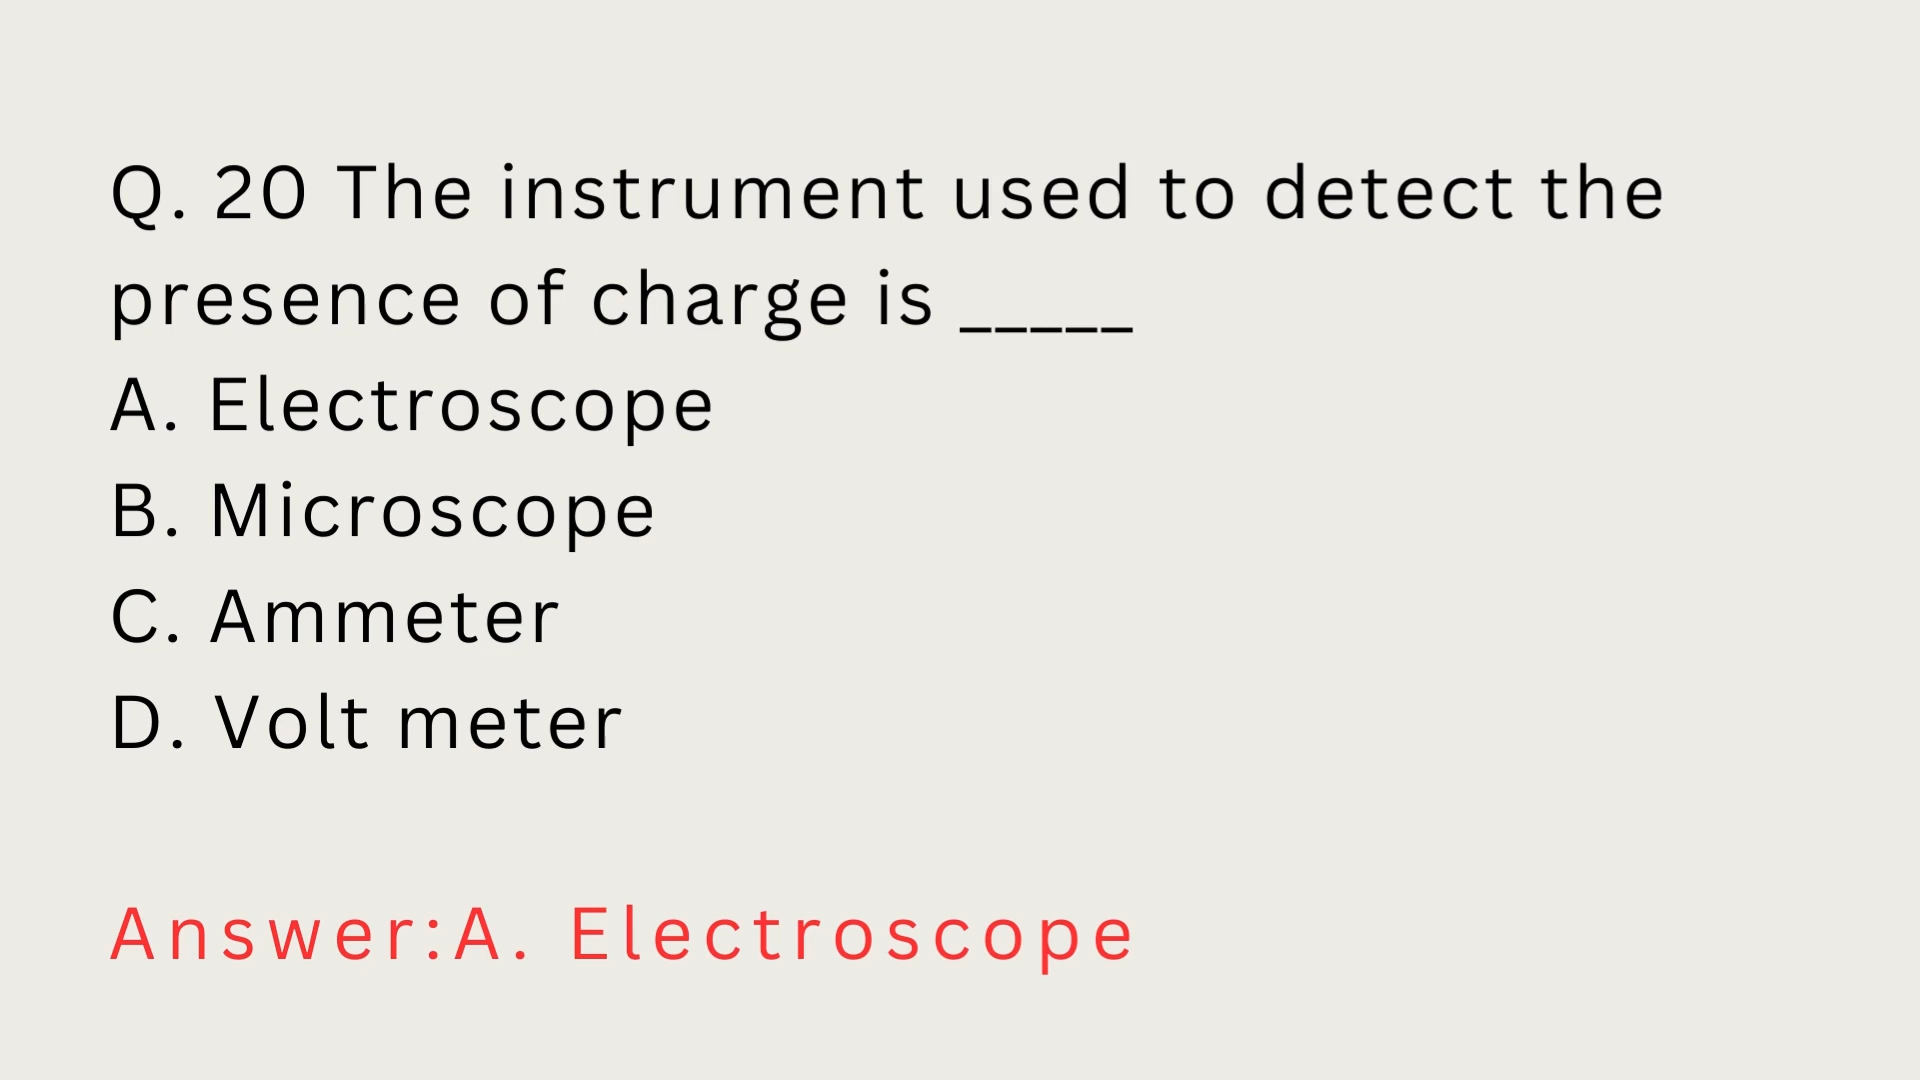 Q. 20 The instrument used to detect the
presence of charge is _____
A. Electroscope
B. Microscope
C. Ammeter
D. Volt meter
Answer:A. Electroscope